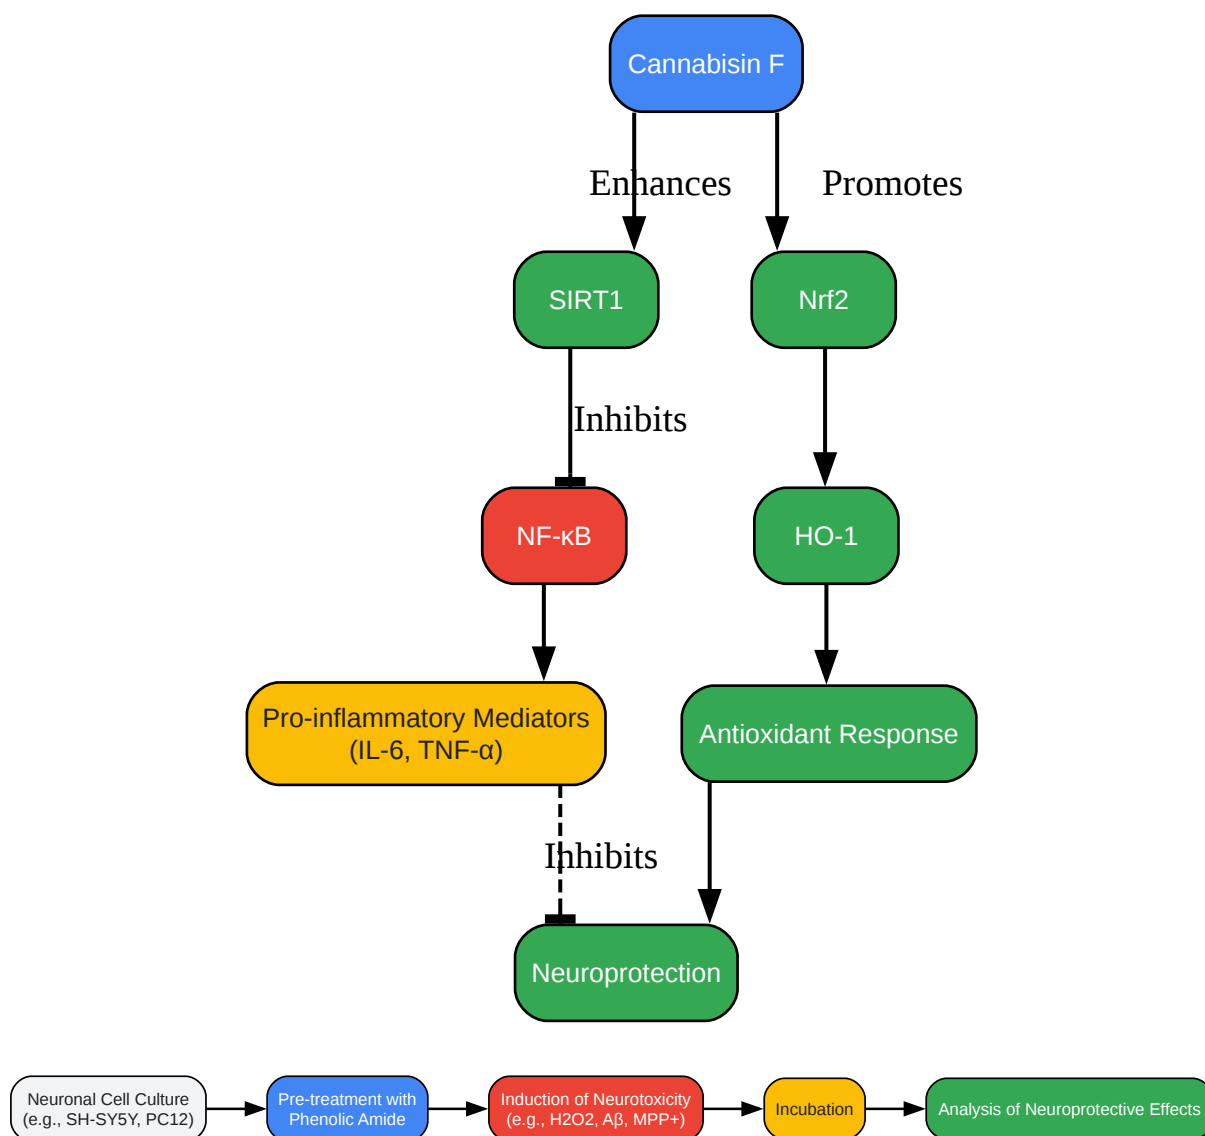 Cannabisin F
Enhances
Promotes
SIRT1
Nrf2
Inhibits
NF-κB
HO-1
Pro-inflammatory Mediators
(IL-6, TNF-α)
Antioxidant Response
Inhibits
Neuroprotection
Neuronal Cell Culture
(e.g., SH-SY5Y, PC12)
Pre-treatment with
Phenolic Amide
Induction of Neurotoxicity
(e.g., H2O2, Aβ, MPP+)
Incubation
Analysis of Neuroprotective Effects